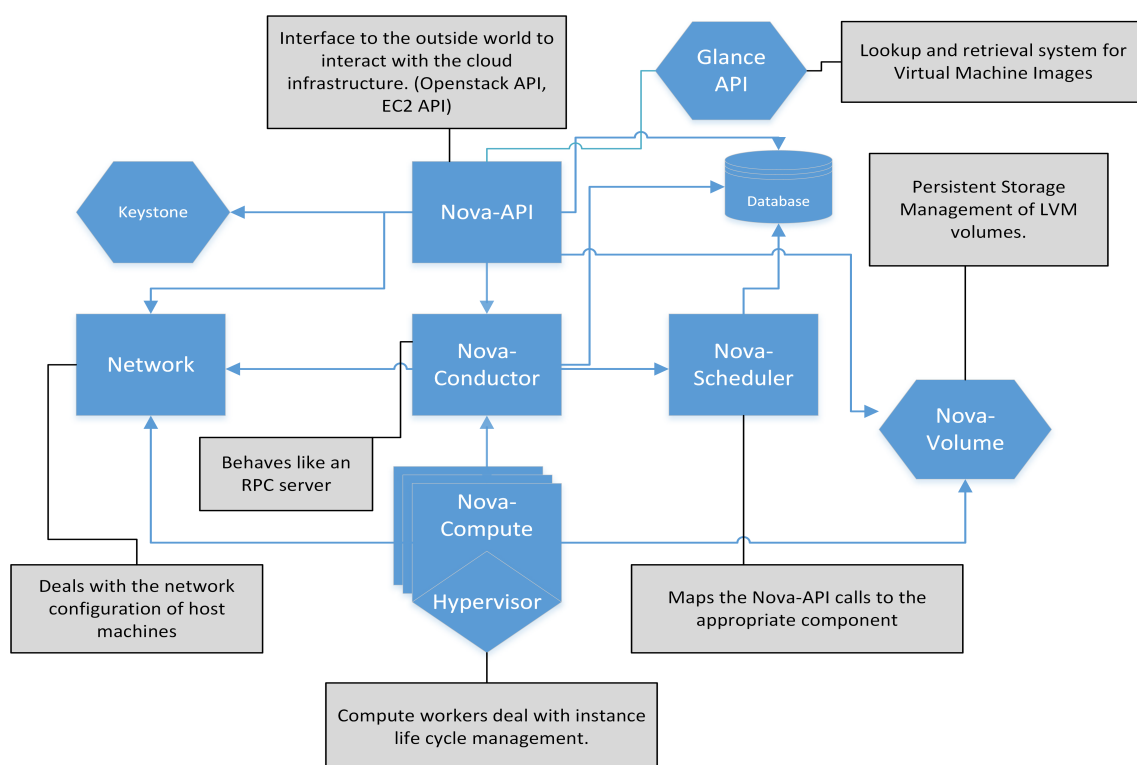 Interface to the outside world to
interact with the cloud
infrastructure. (Openstack API,
EC2 API)
Glance
API
Lookup and retrieval system for
Virtual Machine Images
Keystone
Nova-API
Database
Persistent Storage
Management of LVM
volumes.
Network
Nova-
Conductor
Nova-
Scheduler
Nova-
Volume
Behaves like an
RPC server
Nova-
Compute
Hypervisor
Deals with the network
configuration of host
machines
Maps the Nova-API calls to the
appropriate component
Compute workers deal with instance
life cycle management.